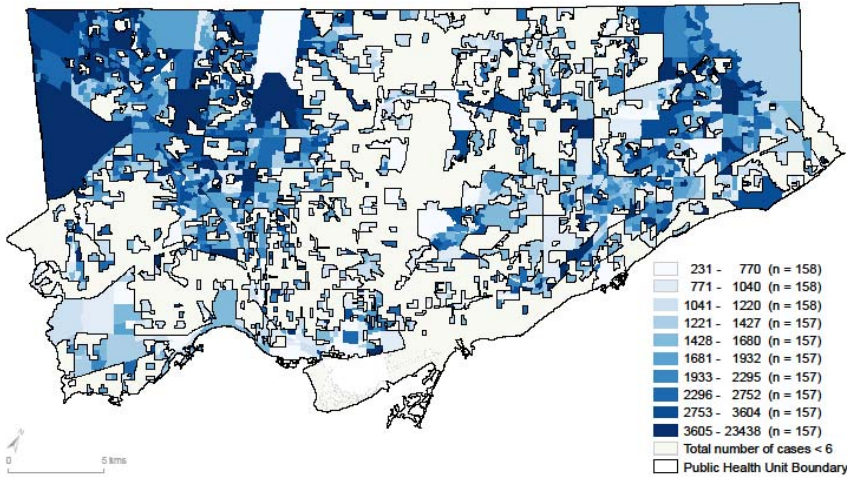 231 - 770 (n = 158)
771 - 1040 (n = 158)
1041 - 1220 (n = 158)
1221 - 1427 (n = 157)
1428 - 1680 (n = 157)
1681 - 1932 (n = 157)
1933 - 2295 (n = 157)
2296 - 2752 (n = 157)
2753 - 3604 (n = 157)
3605 - 23438 (n = 157)
Total number of cases < 6
Public Health Unit Boundary
0 5 kms